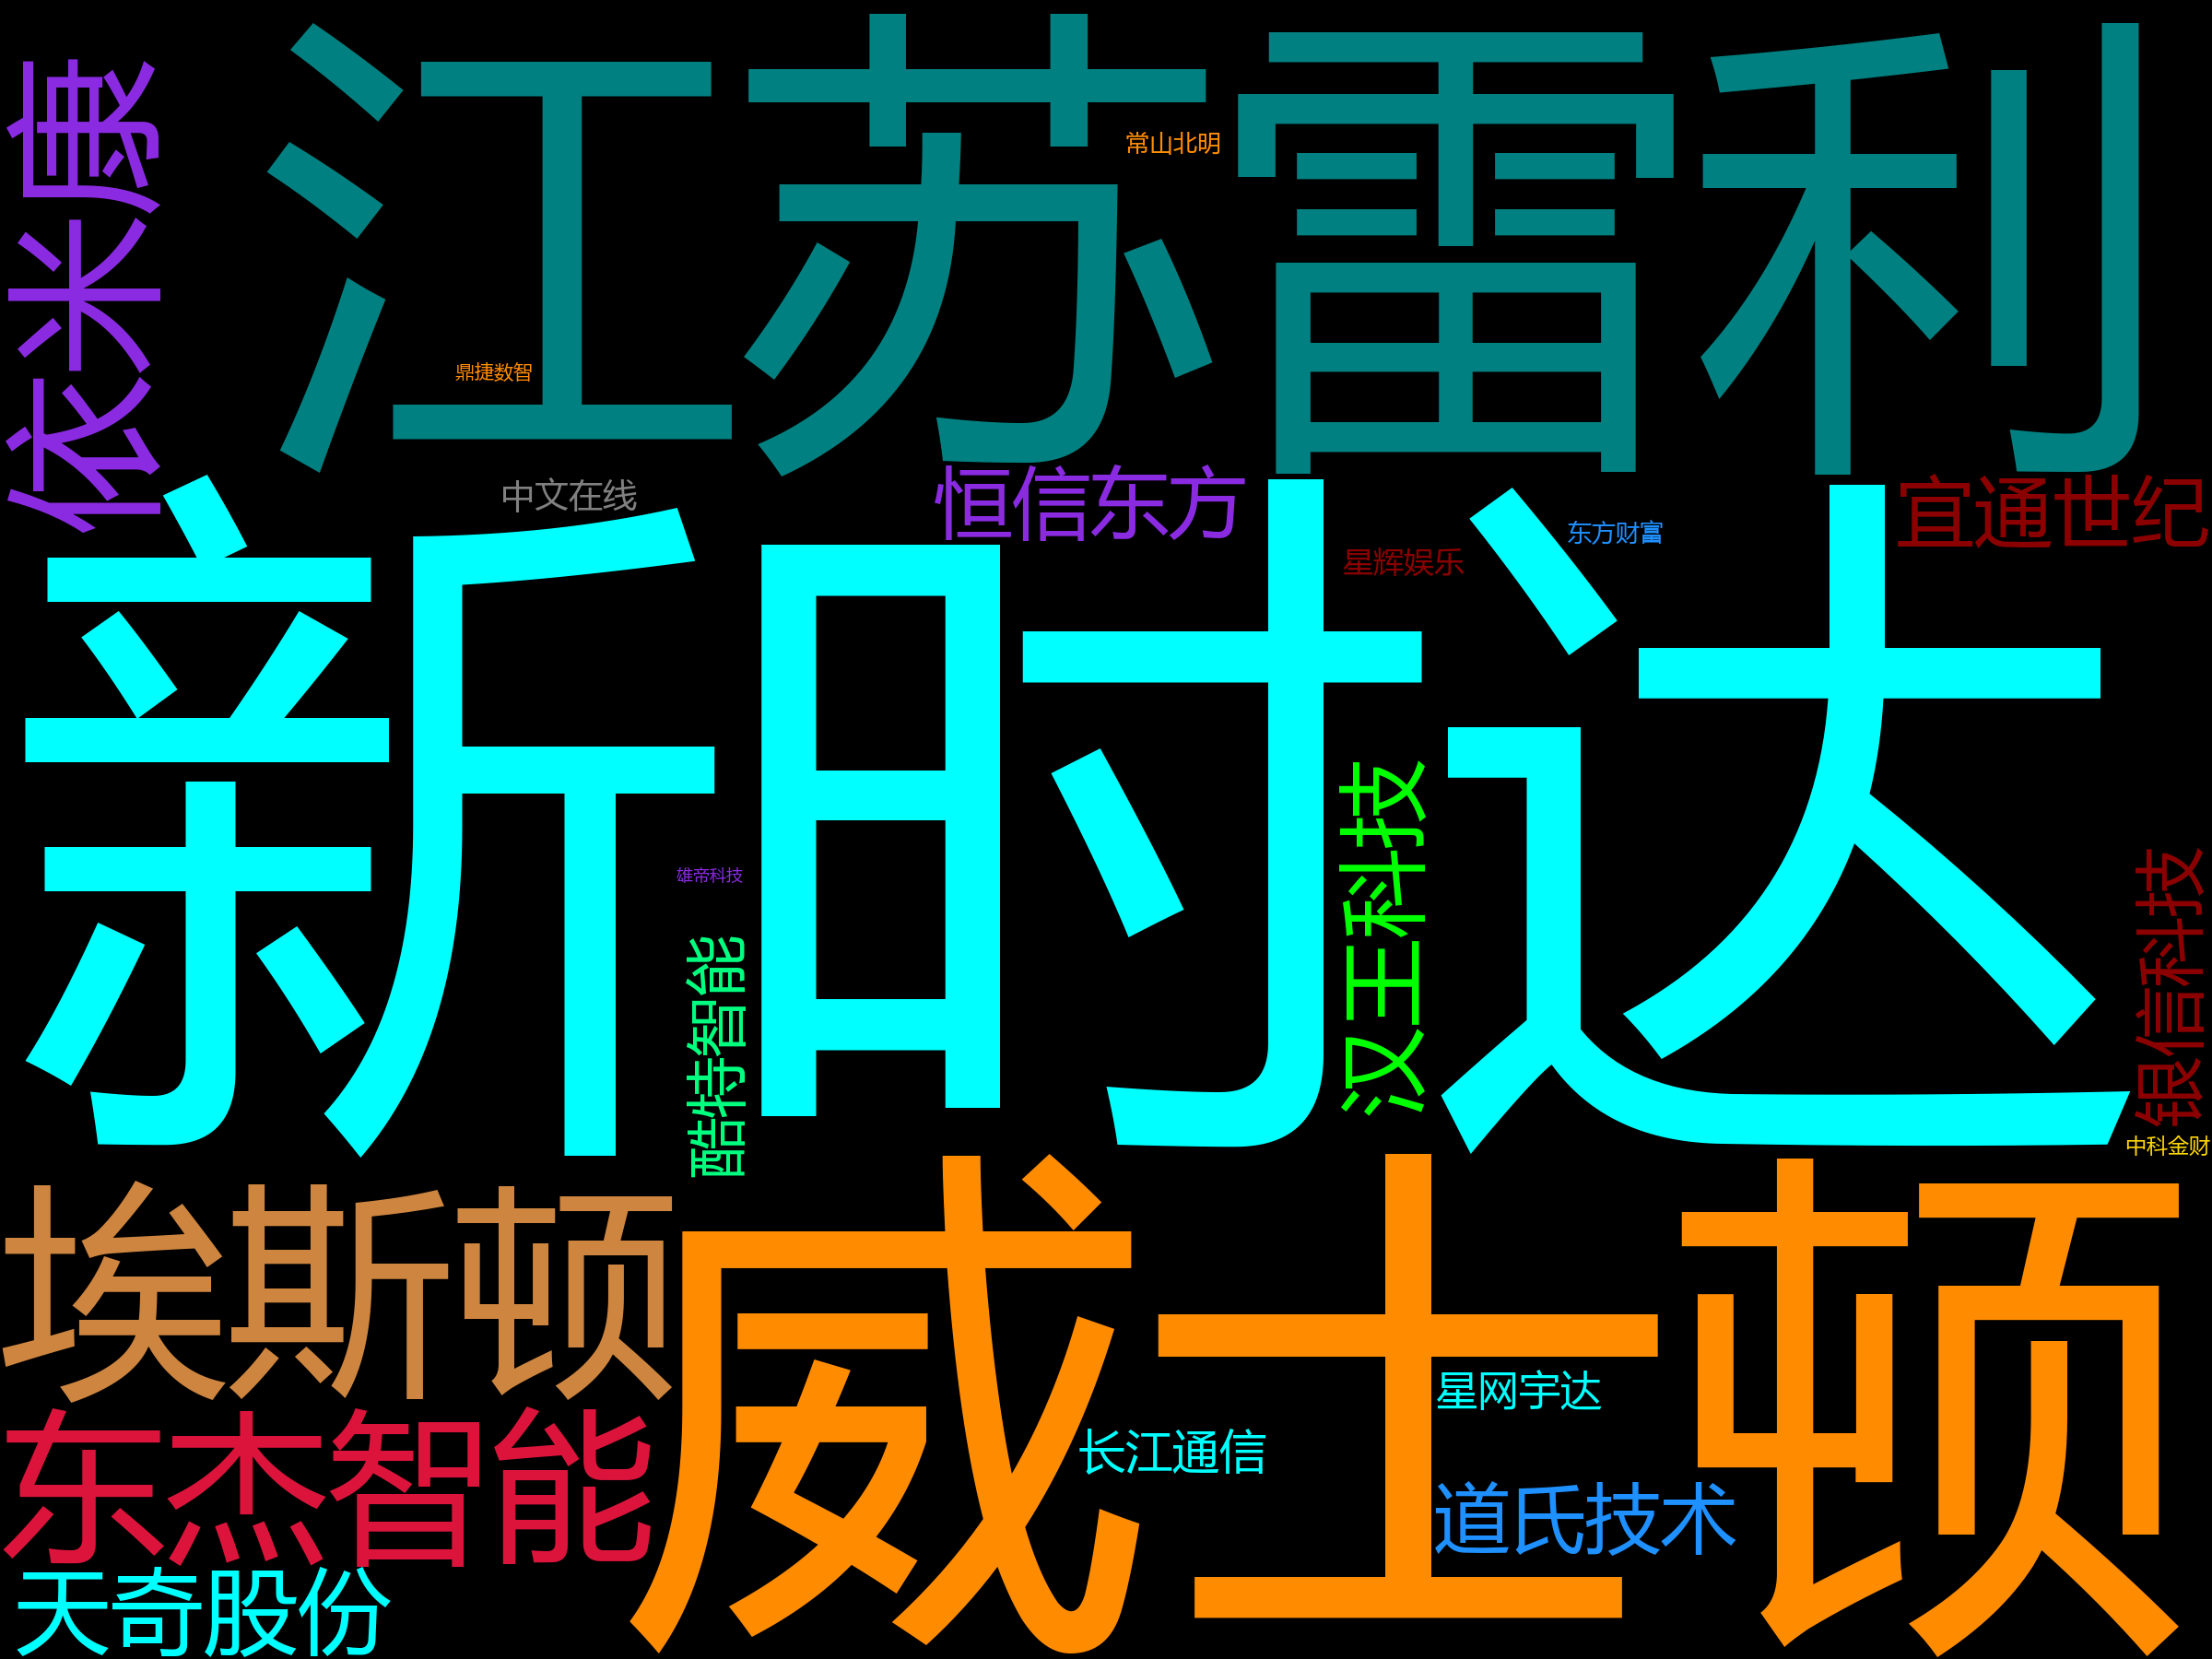 江苏雷利
依米康
常山北明
鼎捷数智
中文在线
恒信东方
星辉娱乐
东方财富
直通世纪
新时达
汉王科技
雄帝科技
酷特智能
银信科技
中科金财
埃斯顿
威士顿
东杰智能
星网宇达
长江通信
道氏技术
天奇股份